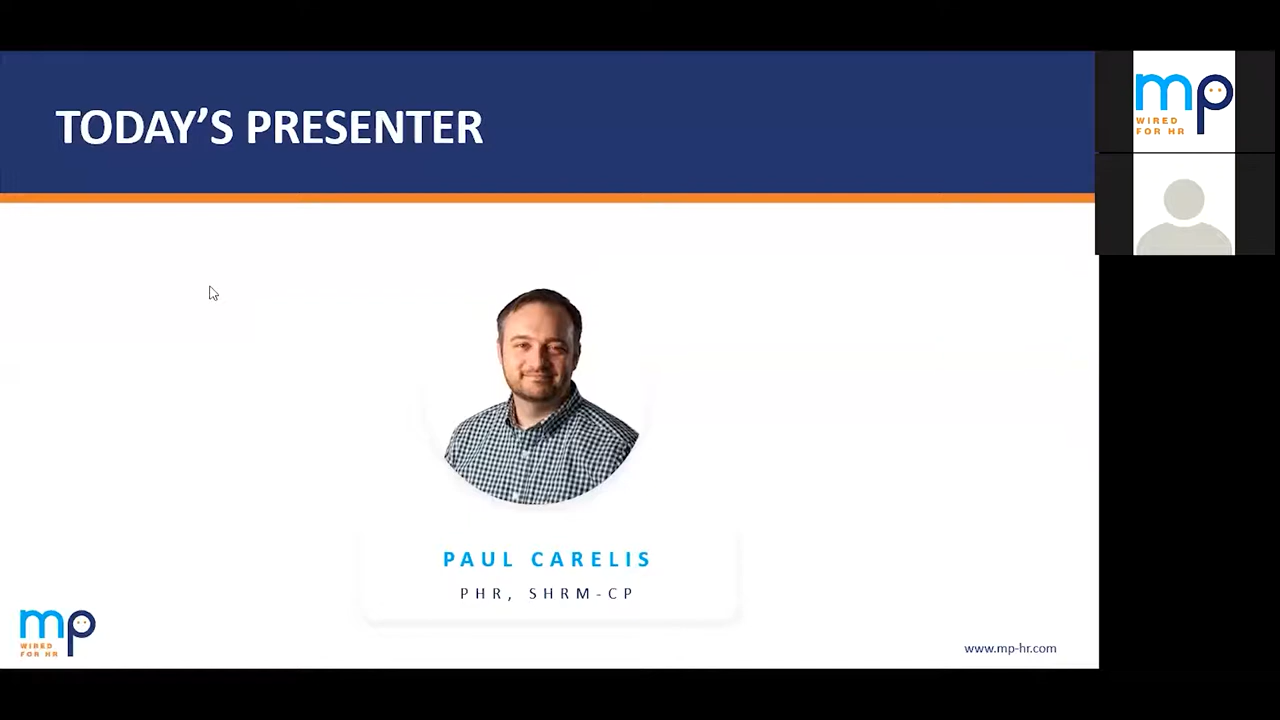 TODAY'S PRESENTER
mp
WIRED
FOR HR
PAUL CARELIS
PHR, SHRM-CP
mp
WIRED
FOR HR
www.mp-hr.com